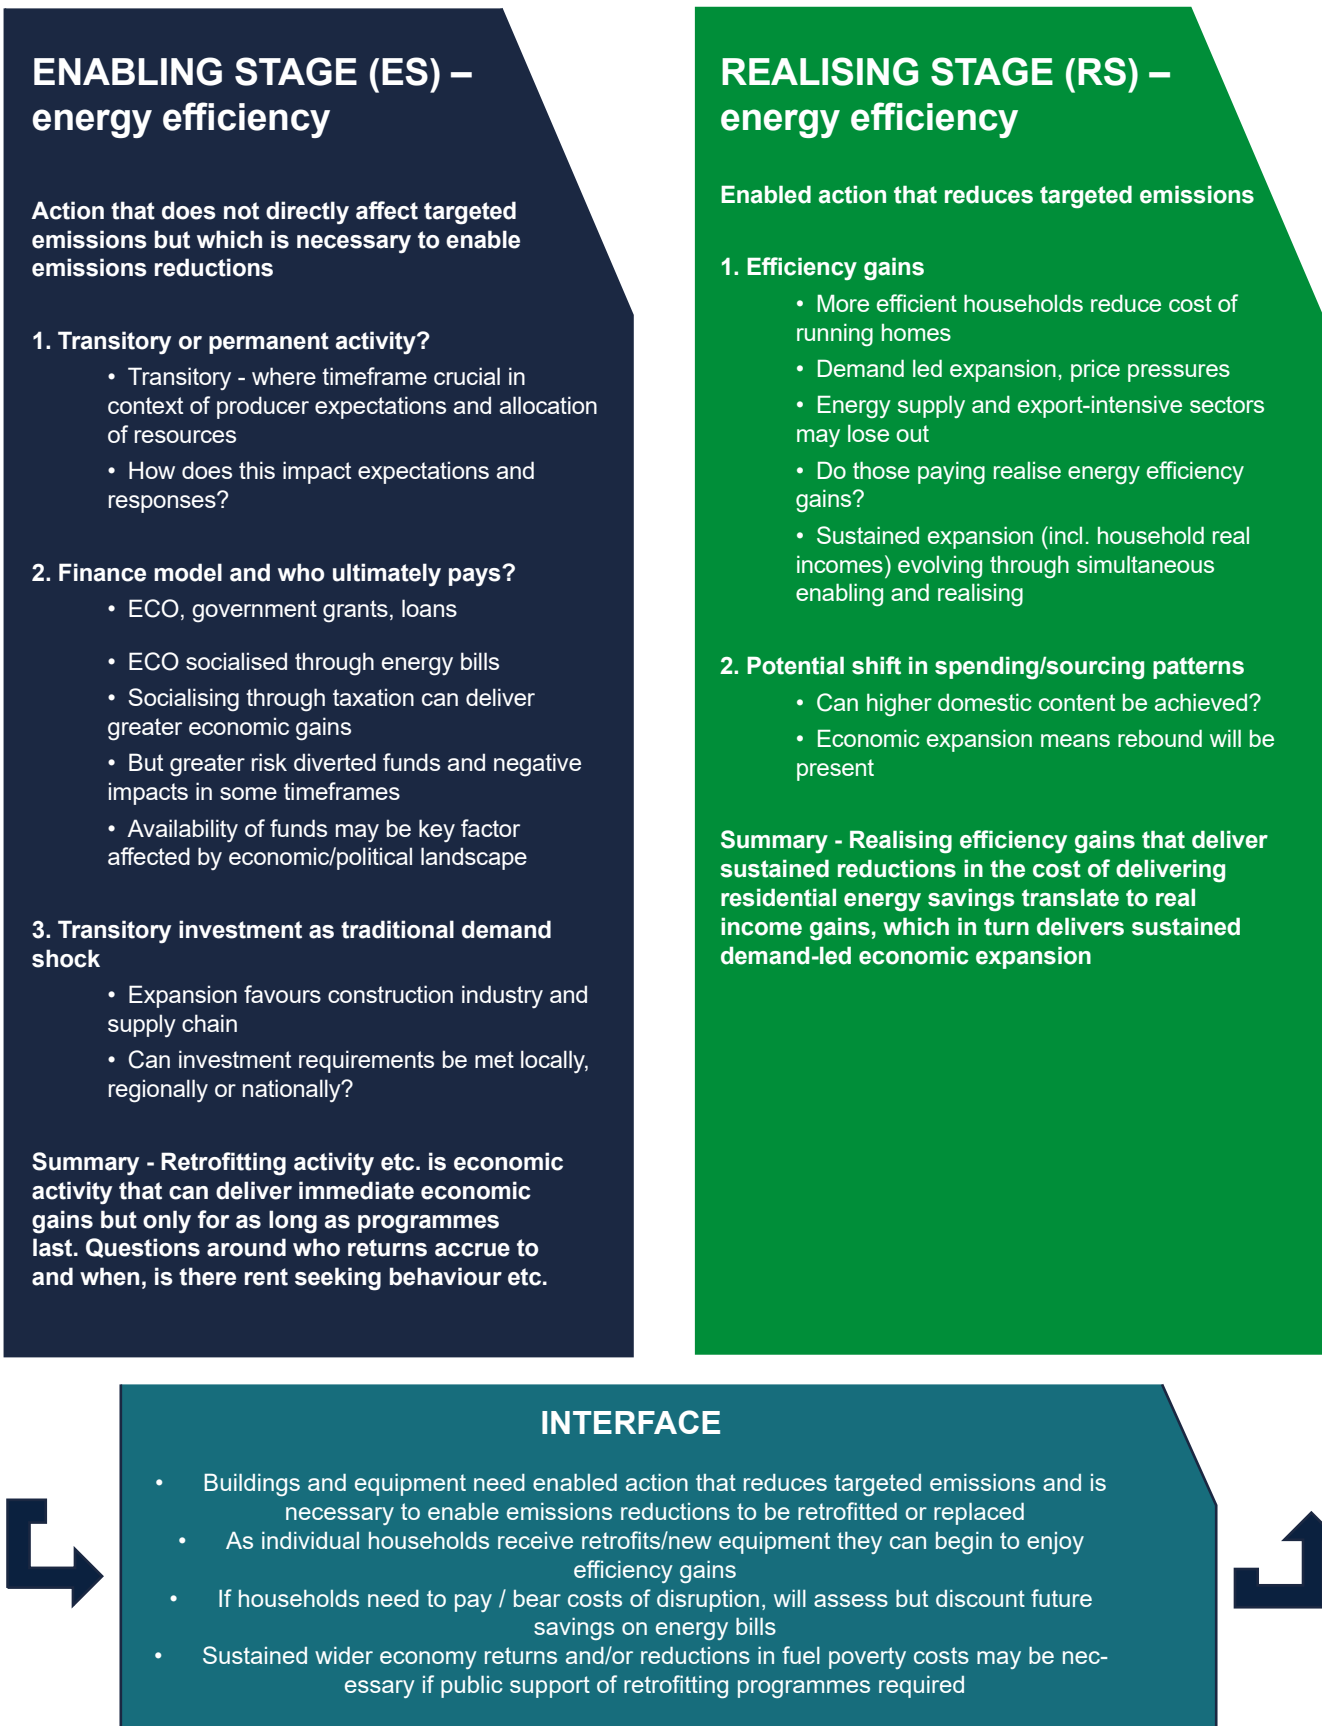 ENABLING STAGE (ES) –
energy efficiency
Action that does not directly affect targeted
emissions but which is necessary to enable
emissions reductions
1. Transitory or permanent activity?
• Transitory - where timeframe crucial in
context of producer expectations and allocation
of resources
• How does this impact expectations and
responses?
2. Finance model and who ultimately pays?
• ECO, government grants, loans
• ECO socialised through energy bills
• Socialising through taxation can deliver
greater economic gains
• But greater risk diverted funds and negative
impacts in some timeframes
• Availability of funds may be key factor
affected by economic/political landscape
3. Transitory investment as traditional demand
shock
• Expansion favours construction industry and
supply chain
• Can investment requirements be met locally,
regionally or nationally?
Summary - Retrofitting activity etc. is economic
activity that can deliver immediate economic
gains but only for as long as programmes
last. Questions around who returns accrue to
and when, is there rent seeking behaviour etc.
REALISING STAGE (RS) –
energy efficiency
Enabled action that reduces targeted emissions
1. Efficiency gains
• More efficient households reduce cost of
running homes
• Demand led expansion, price pressures
• Energy supply and export-intensive sectors
may lose out
• Do those paying realise energy efficiency
gains?
• Sustained expansion (incl. household real
incomes) evolving through simultaneous
enabling and realising
2. Potential shift in spending/sourcing patterns
• Can higher domestic content be achieved?
• Economic expansion means rebound will be
present
Summary - Realising efficiency gains that deliver
sustained reductions in the cost of delivering
residential energy savings translate to real
income gains, which in turn delivers sustained
demand-led economic expansion
INTERFACE
• Buildings and equipment need enabled action that reduces targeted emissions and is
necessary to enable emissions reductions to be retrofitted or replaced
• As individual households receive retrofits/new equipment they can begin to enjoy
efficiency gains
• If households need to pay / bear costs of disruption, will assess but discount future
savings on energy bills
• Sustained wider economy returns and/or reductions in fuel poverty costs may be nec-
essary if public support of retrofitting programmes required